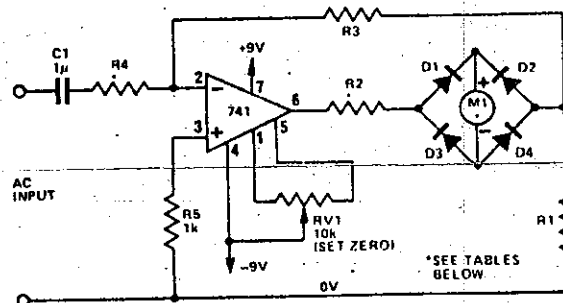 R3
C1
1µ
R4
+9V
D1
D2
2
-
7
6
R2
+
M1
741
3
+
4
1
5
-
D3
D4
AC
INPUT
R5
1k
RV1
10k
(SET ZERO)
R1
-9V
0V
*SEE TABLES
BELOW